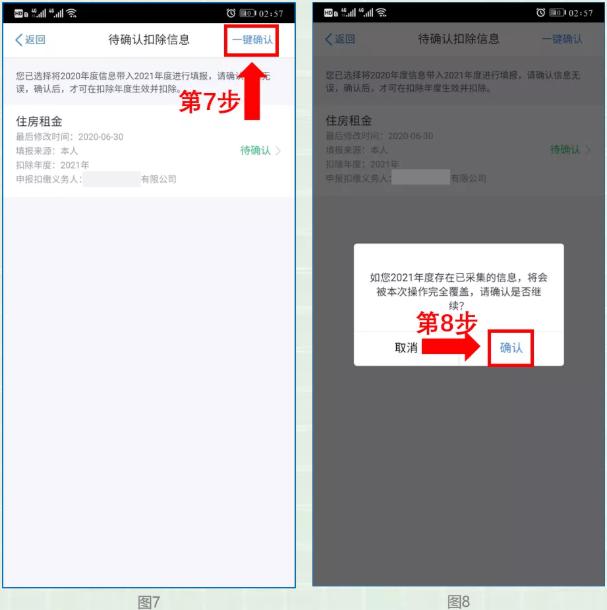 02:57
返回
待确认扣除信息
一键确认
您已选择将2020年度信息带入2021年度进行填报，请确认信息无
误，确认后，才可在扣除年度生效并扣除。
第7步
住房租金
最后修改时间：2020-06-30
填报来源：本人
待确认
扣除年度：2021年
申报扣缴义务人：
有限公司
图7
02:57
返回
待确认扣除信息
一键确认
您已选择将2020年度信息带入2021年度进行填报，请确认信息无
误，确认后，才可在扣除年度生效并扣除。
住房租金
最后修改时间：2020-06-30
填报来源：本人
待确认
扣除年度：2021年
申报扣缴义务人：
有限公司
如您2021年度存在已采集的信息，将会
被本次操作完全覆盖，请确认是否继
续？
第8步
取消
确认
图8